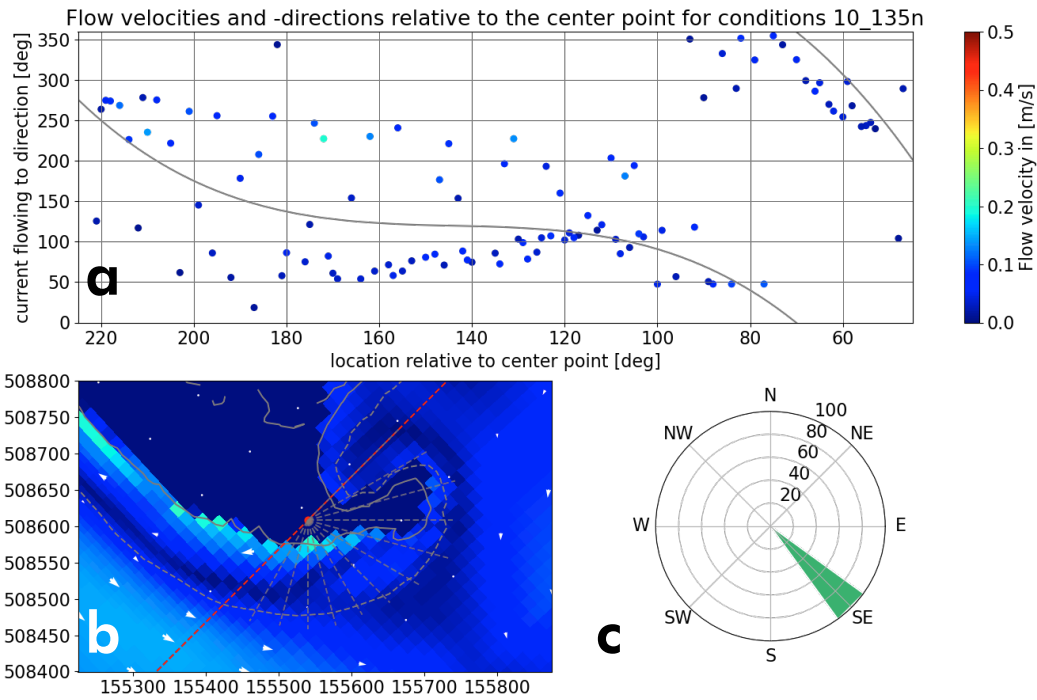 Flow velocities and -directions relative to the center point for conditions 10_135n
current flowing to direction [deg]
350
300
250
200
150
100
50
0
a
220 200 180 160 140 120 100 80 60
location relative to center point [deg]
0.5
0.4
0.3
0.2
0.1
0.0
Flow velocity in [m/s]
508800
508750
508700
508650
508600
508550
508500
508450
508400
b
155300 155400 155500 155600 155700 155800
N
NE
E
SE
S
SW
W
NW
100
80
60
40
20
c